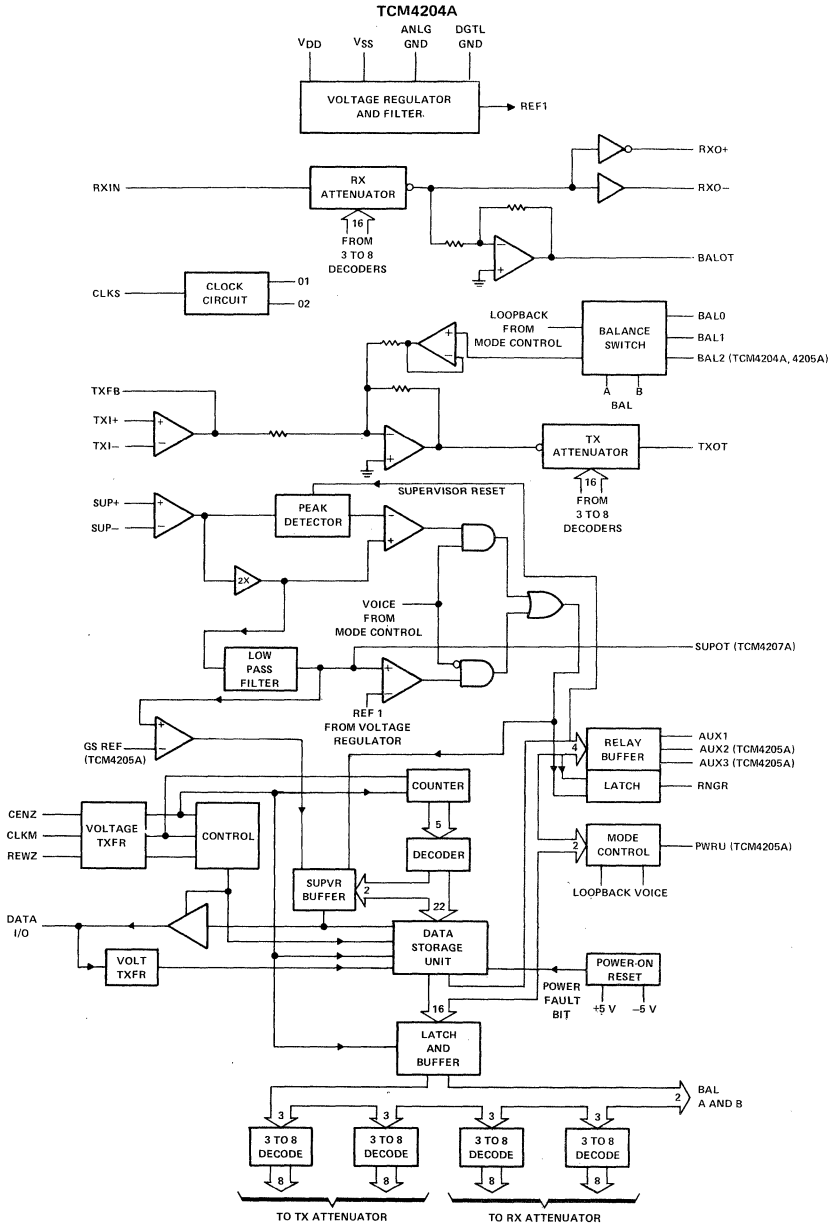 TCM4204A
VDD
VSS
ANLG
GND
DGTL
GND
VOLTAGE REGULATOR
AND FILTER
REF1
RXIN
RX
ATTENUATOR
16
FROM
3 TO 8
DECODERS
RXO+
RXO−
−
+
BALOT
CLKS
CLOCK
CIRCUIT
01
02
LOOPBACK
FROM
MODE CONTROL
BALANCE
SWITCH
BAL0
BAL1
BAL2 (TCM4204A, 4205A)
A B
BAL
+
−
TXFB
TXI+
TXI−
+
−
−
+
TX
ATTENUATOR
TXOT
16
FROM
3 TO 8
DECODERS
SUPERVISOR RESET
SUP+
SUP−
+
−
PEAK
DETECTOR
−
+
2X
VOICE
FROM
MODE CONTROL
LOW
PASS
FILTER
+
−
SUPOT (TCM4207A)
REF 1
FROM VOLTAGE
REGULATOR
GS REF
(TCM4205A)
+
−
4
RELAY
BUFFER
AUX1
AUX2 (TCM4205A)
AUX3 (TCM4205A)
LATCH
RNGR
COUNTER
5
CENZ
CLKM
REWZ
VOLTAGE
TXFR
CONTROL
DECODER
2
MODE
CONTROL
PWRU (TCM4205A)
LOOPBACK VOICE
SUPVR
BUFFER
2
22
DATA
I/O
VOLT
TXFR
DATA
STORAGE
UNIT
POWER-ON
RESET
POWER
FAULT
BIT
+5 V −5 V
16
LATCH
AND
BUFFER
2
BAL
A AND B
3 3 3 3
3 TO 8
DECODE
3 TO 8
DECODE
3 TO 8
DECODE
3 TO 8
DECODE
8 8 8 8
TO TX ATTENUATOR
TO RX ATTENUATOR